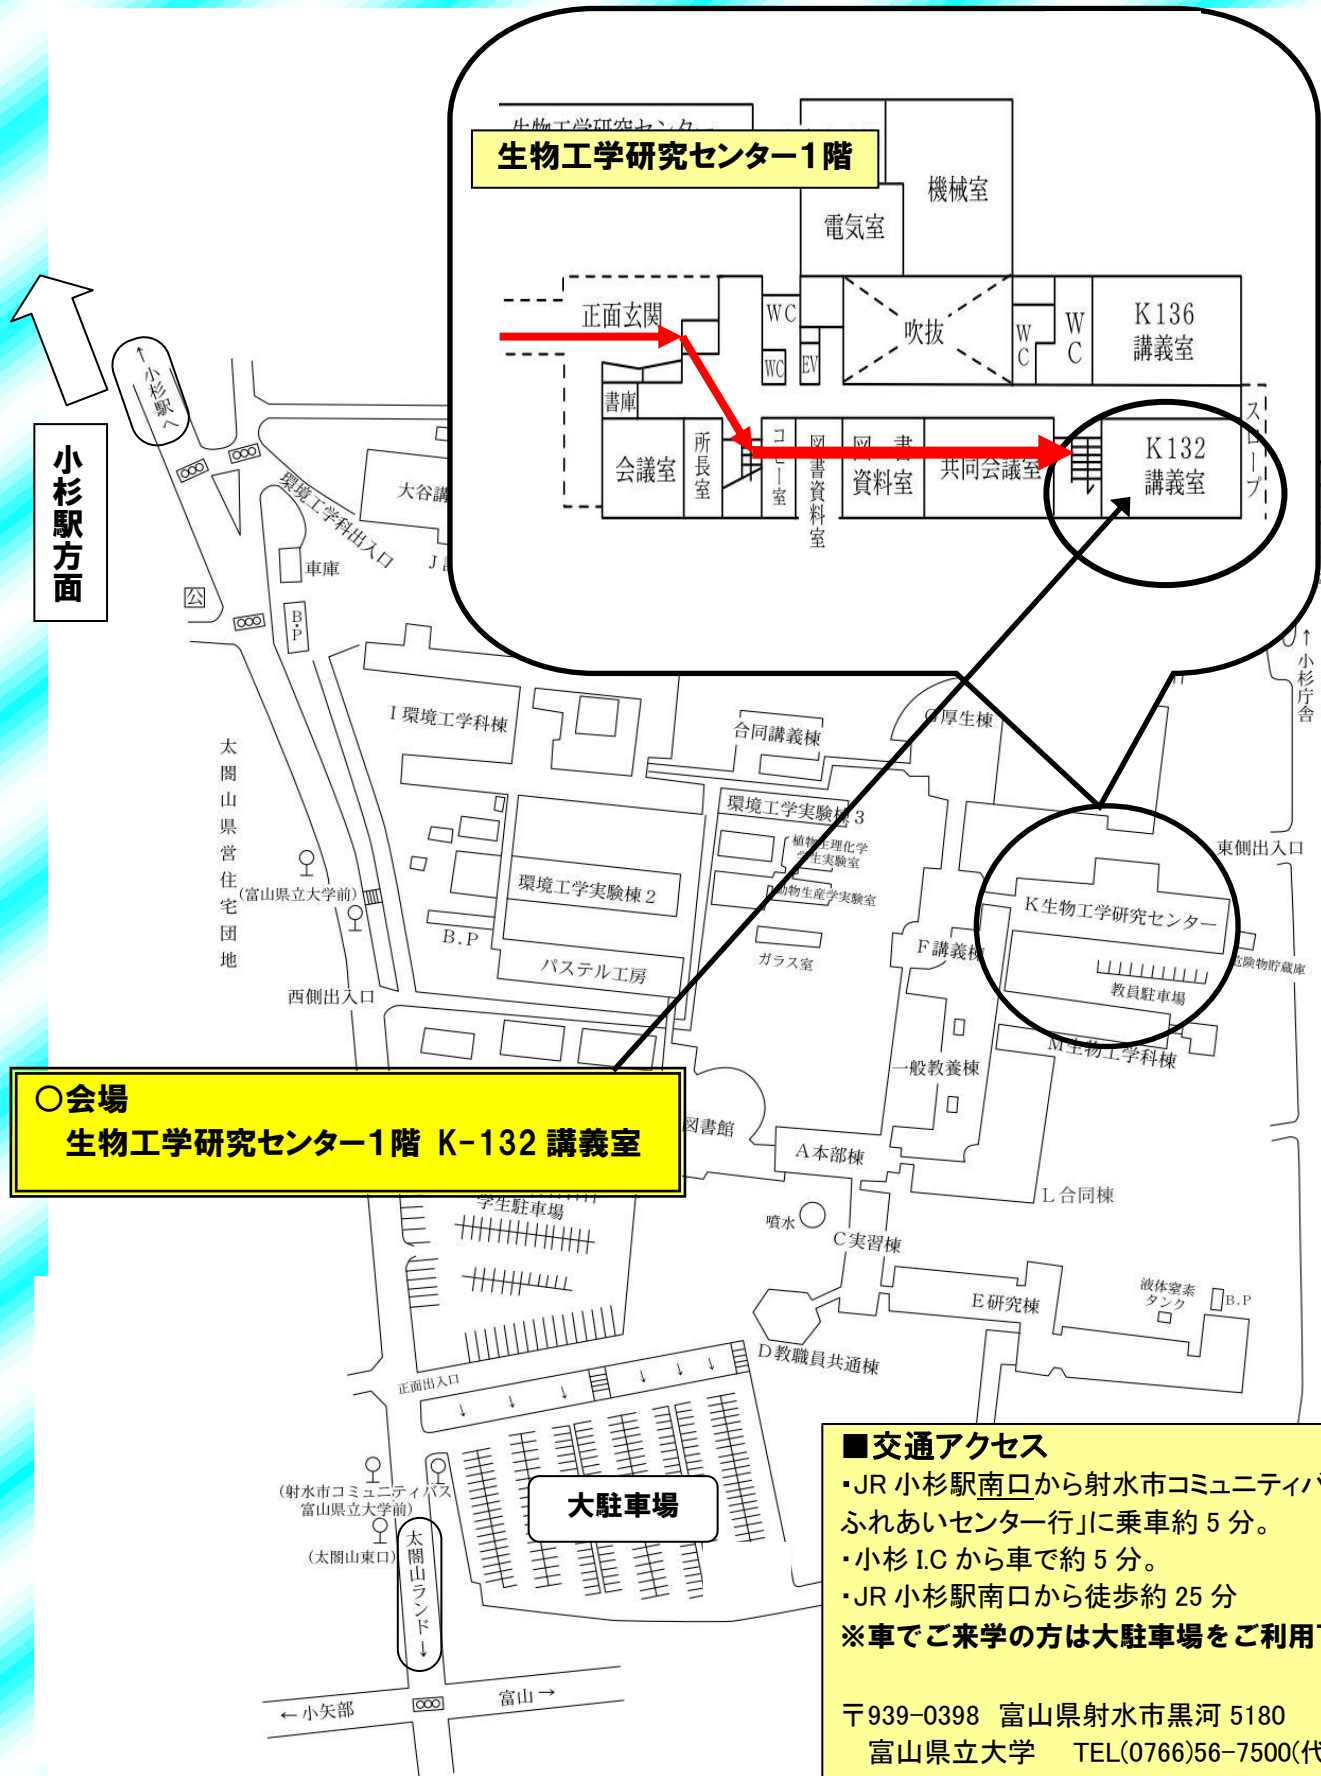 生物工学研究センター
生物工学研究センター1階
機械室
電気室
正面玄関
WC
WC
EV
吹抜
WC
WC
K136
講義室
書庫
会議室
所長室
コピー室
図書資料室
図書
資料室
共同会議室
K132
講義室
スロープ
↑小杉駅へ
小杉駅方面
環境工学科出入口
大谷講
J
車庫
公
B.P
↑小杉庁舎
I環境工学科棟
合同講義棟
G厚生棟
太閤山県営住宅団地
環境工学実験棟3
植物生理化学
学生実験室
動物生産学実験室
東側出入口
(富山県立大学前)
環境工学実験棟2
K生物工学研究センター
B.P
パステル工房
ガラス室
F講義棟
危険物貯蔵庫
教員駐車場
西側出入口
M生物工学科棟
一般教養棟
○会場
生物工学研究センター1階 K-132 講義室
図書館
A本部棟
L合同棟
学生駐車場
噴水
C実習棟
E研究棟
液体窒素
タンク
B.P
D教職員共通棟
正面出入口
(射水市コミュニティバス
富山県立大学前)
(太閤山東口)
太閤山ランド↓
大駐車場
←小矢部
富山→
■交通アクセス
・JR 小杉駅南口から射水市コミュニティバ
ふれあいセンター行」に乗車約 5 分。
・小杉 I.C から車で約 5 分。
・JR 小杉駅南口から徒歩約 25 分
※車でご来学の方は大駐車場をご利用
〒939-0398 富山県射水市黒河 5180
富山県立大学 TEL(0766)56-7500(代